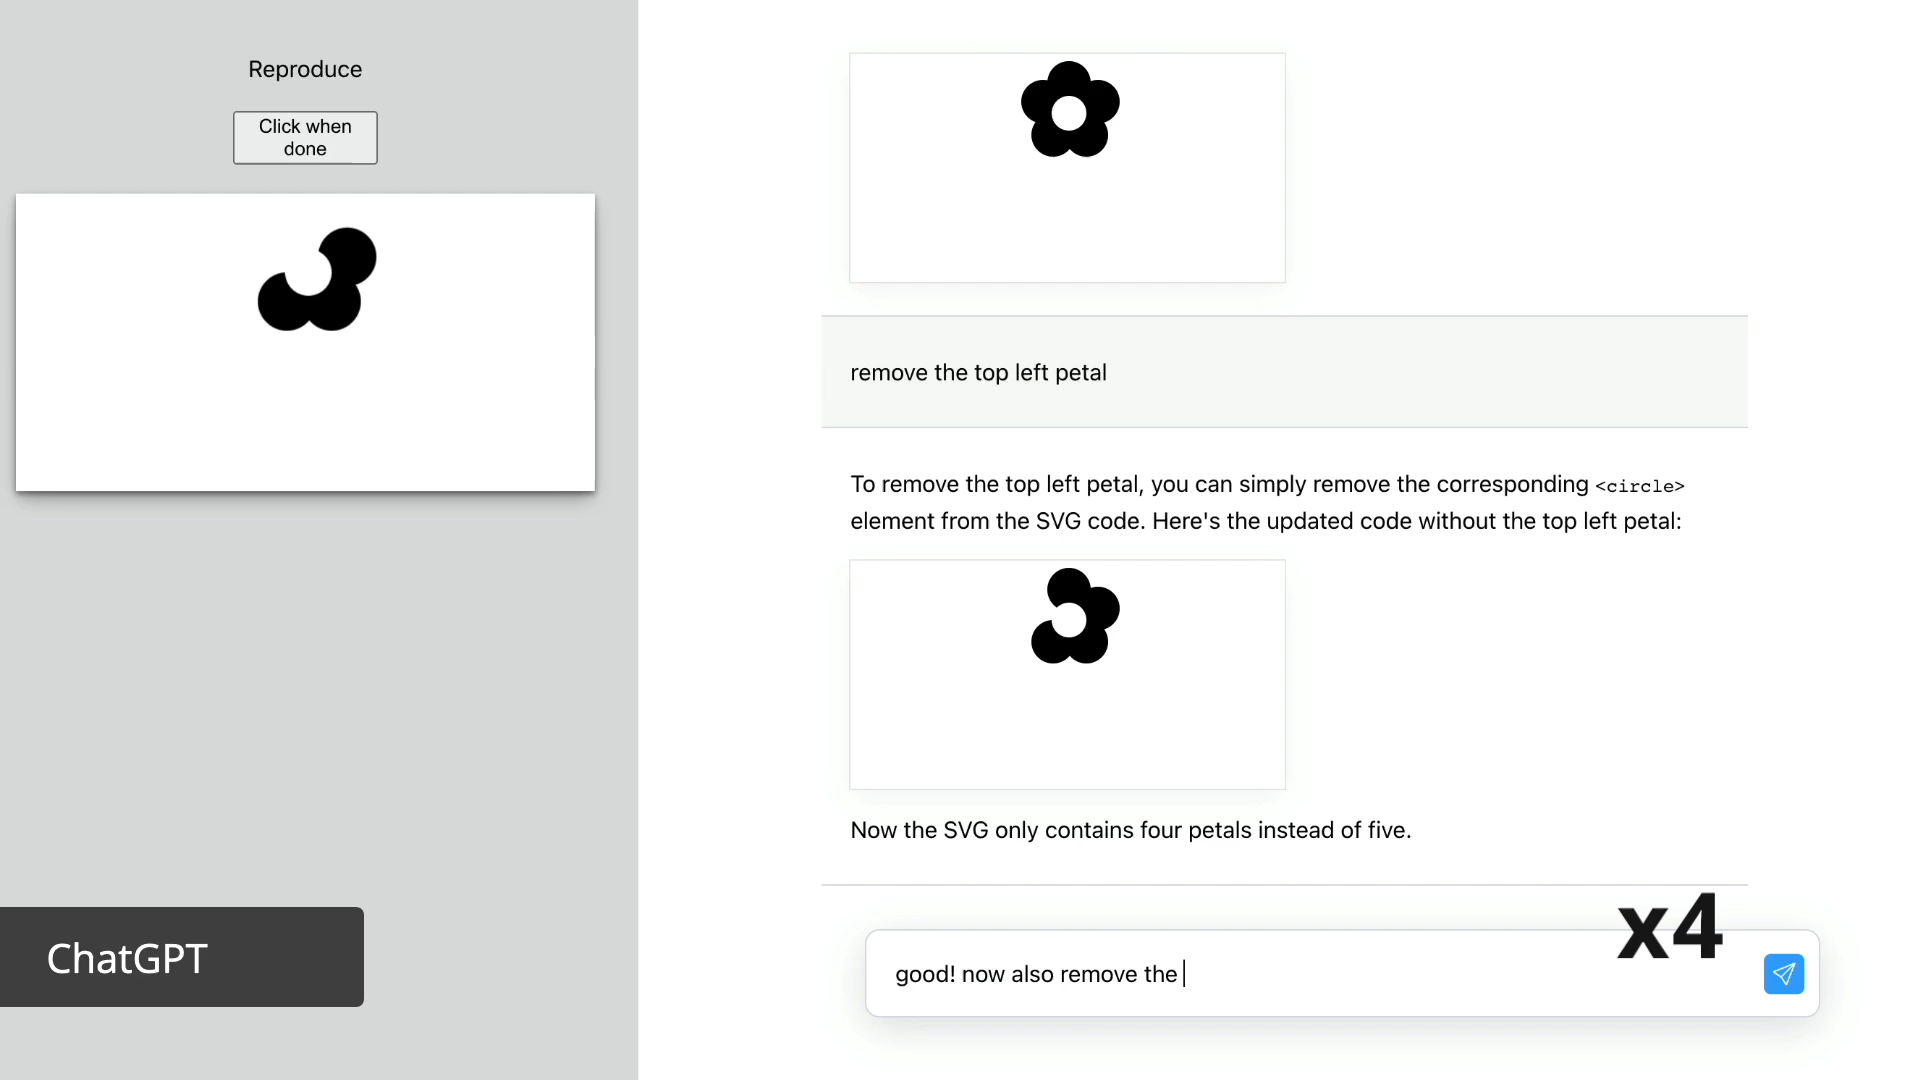 Reproduce
Click when
done
remove the top left petal
To remove the top left petal, you can simply remove the corresponding <circle>
element from the SVG code. Here's the updated code without the top left petal:
Now the SVG only contains four petals instead of five.
x4
good! now also remove the
ChatGPT